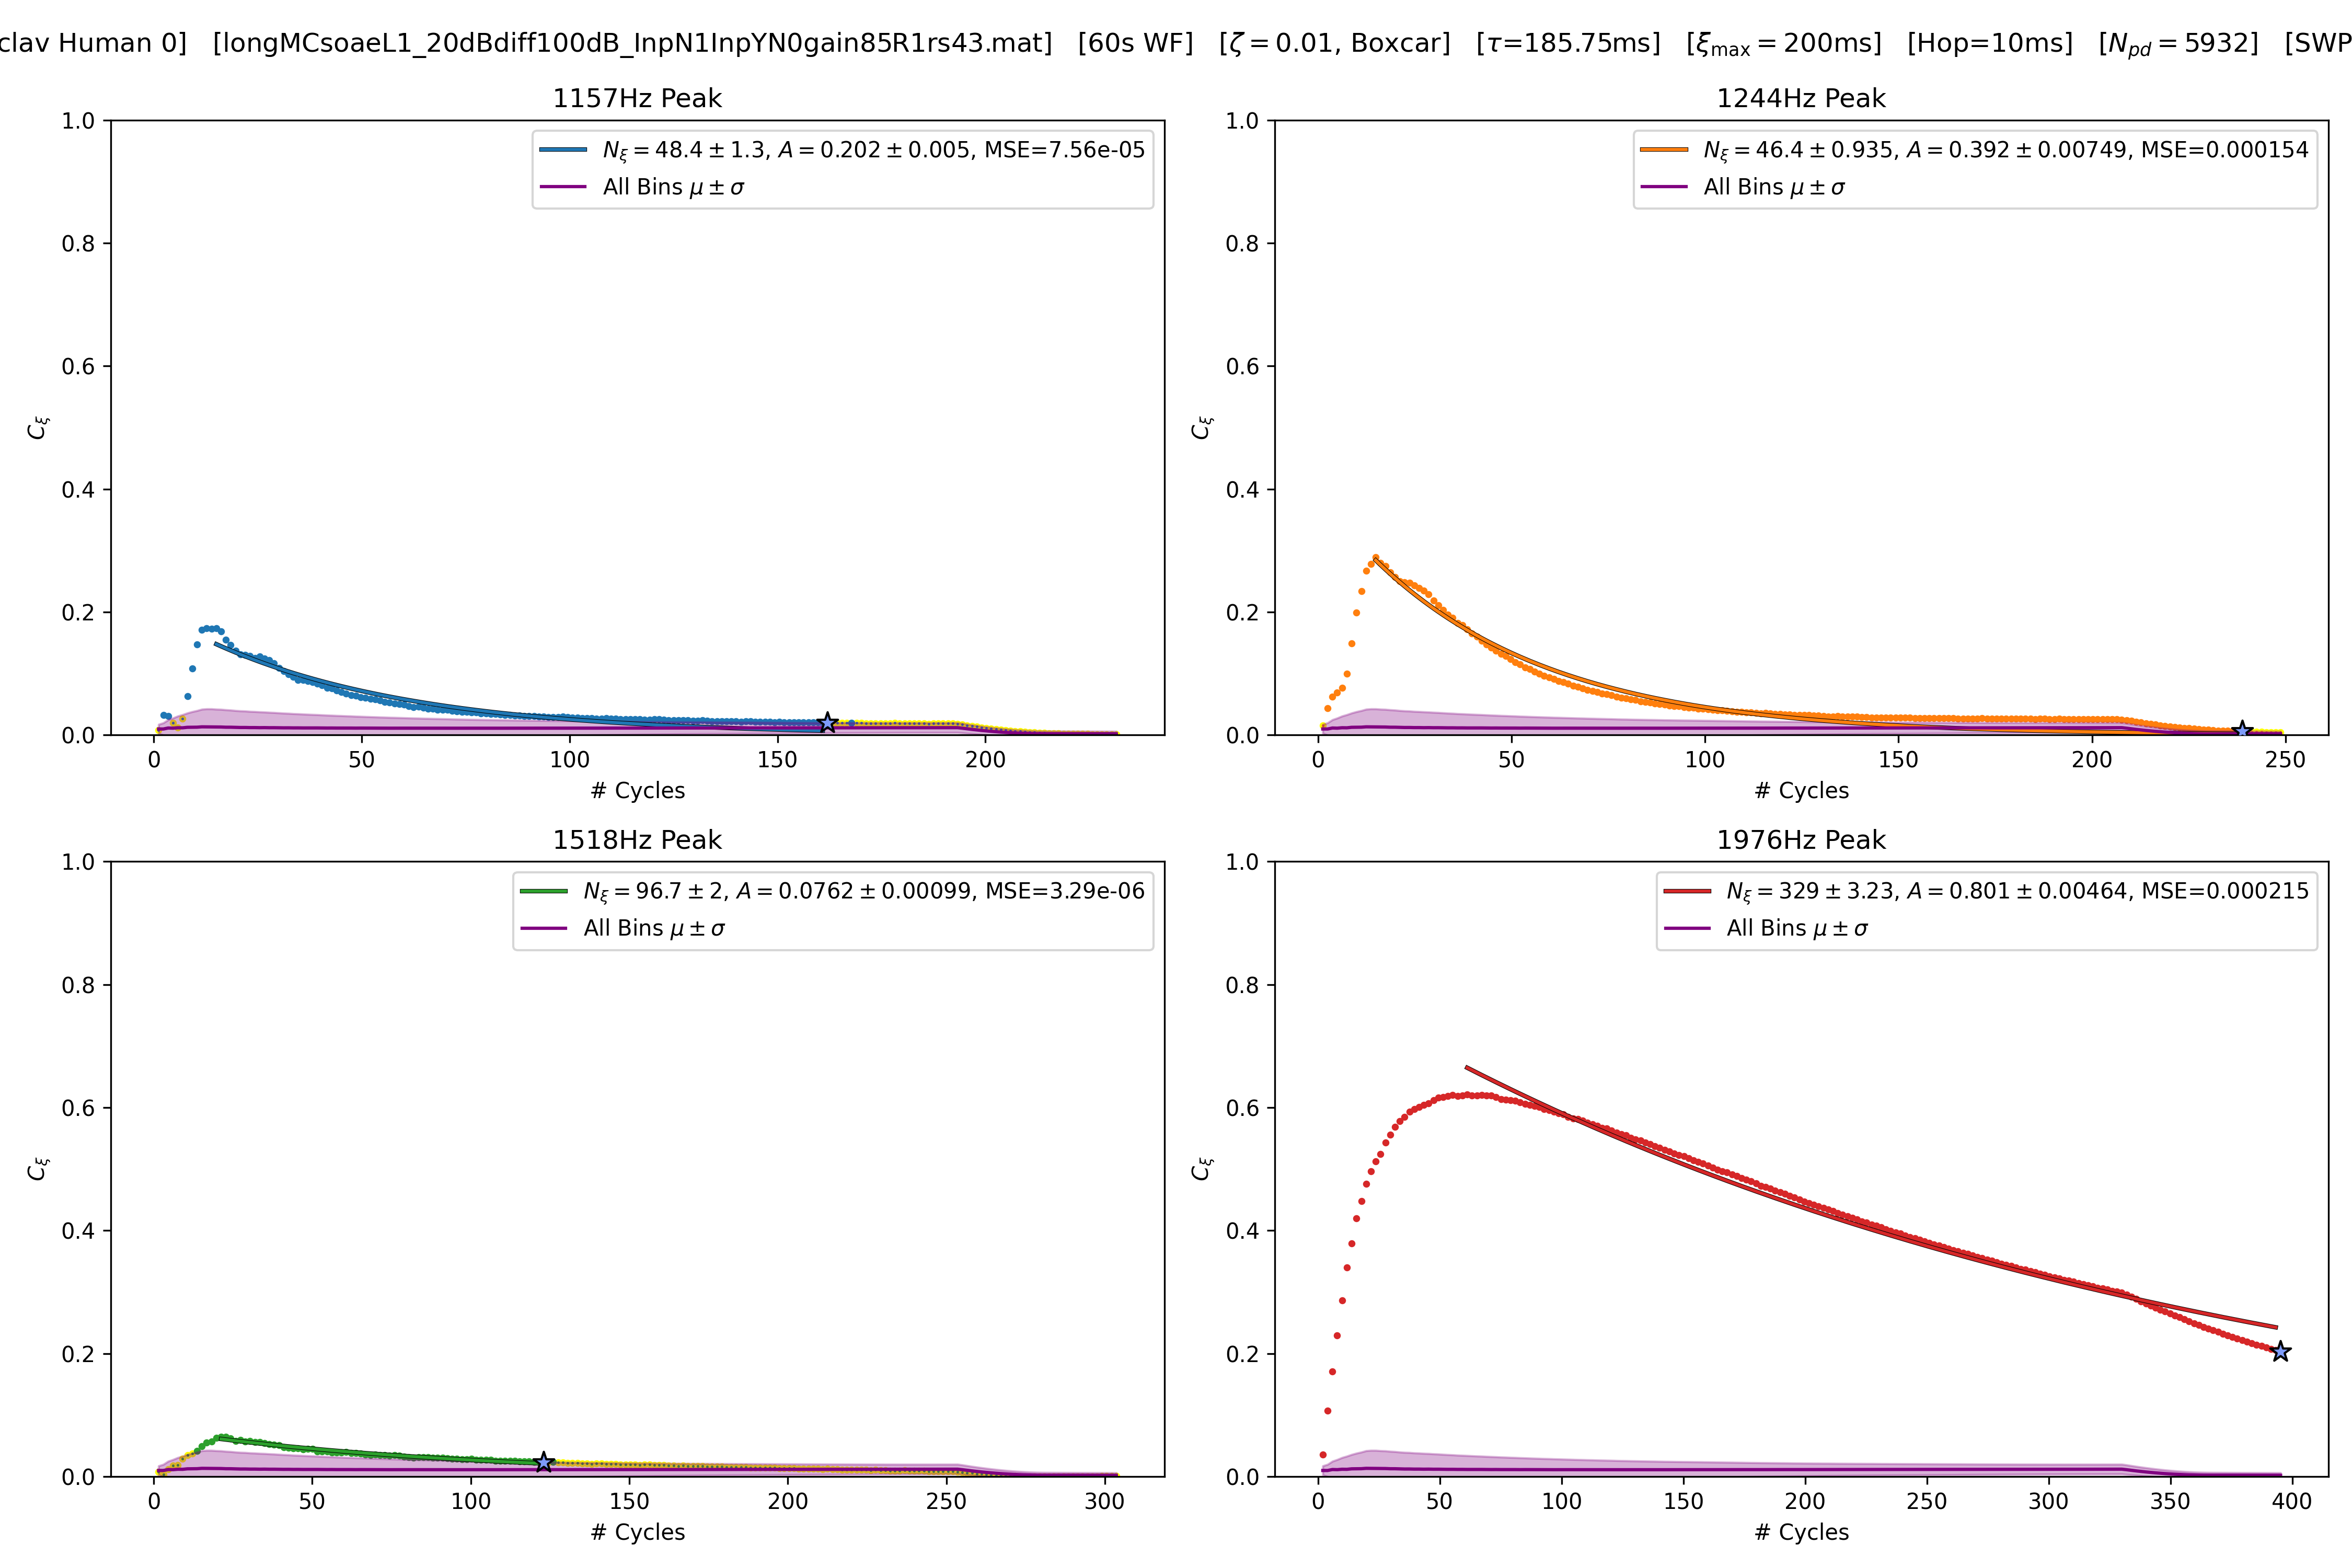 clav Human 0] [longMCsoaeL1_20dBdiff100dB_InpN1InpYN0gain85R1rs43.mat] [60s WF] [ζ = 0.01, Boxcar] [τ=185.75ms] [ξmax = 200ms] [Hop=10ms] [Npd = 5932] [SWP
1157Hz Peak
Nξ = 48.4 ± 1.3, A = 0.202 ± 0.005, MSE=7.56e-05
All Bins μ ± σ
1.0
0.8
0.6
0.4
0.2
0.0
Cξ
0 50 100 150 200
# Cycles
1244Hz Peak
Nξ = 46.4 ± 0.935, A = 0.392 ± 0.00749, MSE=0.000154
All Bins μ ± σ
1.0
0.8
0.6
0.4
0.2
0.0
Cξ
0 50 100 150 200 250
# Cycles
1518Hz Peak
Nξ = 96.7 ± 2, A = 0.0762 ± 0.00099, MSE=3.29e-06
All Bins μ ± σ
1.0
0.8
0.6
0.4
0.2
0.0
Cξ
0 50 100 150 200 250 300
# Cycles
1976Hz Peak
Nξ = 329 ± 3.23, A = 0.801 ± 0.00464, MSE=0.000215
All Bins μ ± σ
1.0
0.8
0.6
0.4
0.2
0.0
Cξ
0 50 100 150 200 250 300 350 400
# Cycles